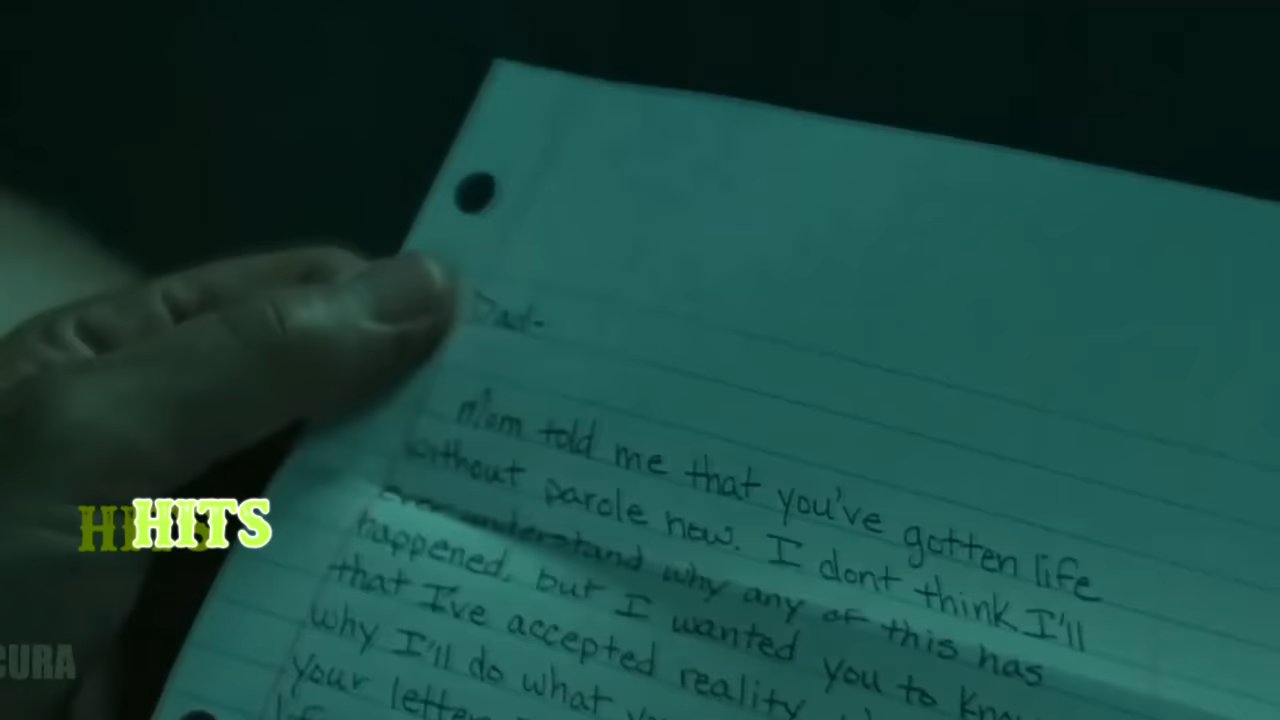 Dad-
Mom told me that you've gotten life
without parole now. I dont think I'll
ever understand why any of this has
happened, but I wanted you to know
that I've accepted reality
why I'll do what
your letter
HITS
CURA